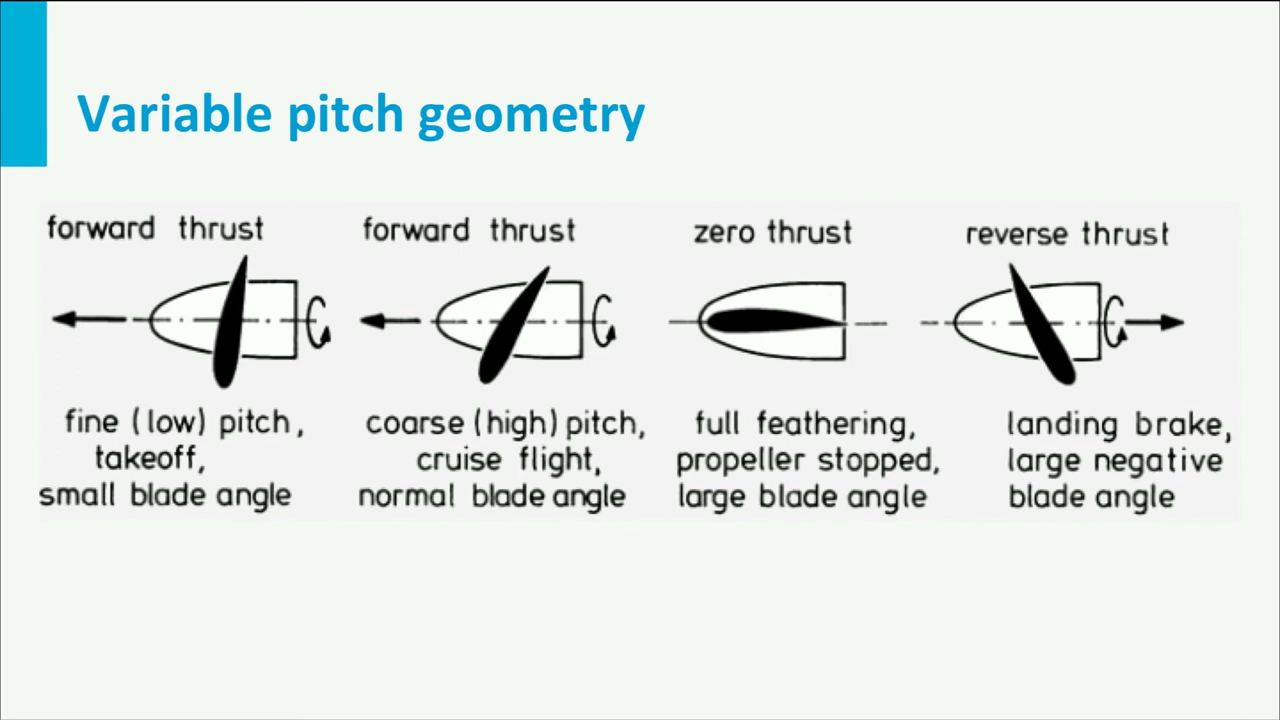 Variable pitch geometry
forward thrust
fine (low) pitch,
takeoff,
small blade angle
forward thrust
coarse (high) pitch,
cruise flight,
normal blade angle
zero thrust
full feathering,
propeller stopped,
large blade angle
reverse thrust
landing brake,
large negative
blade angle